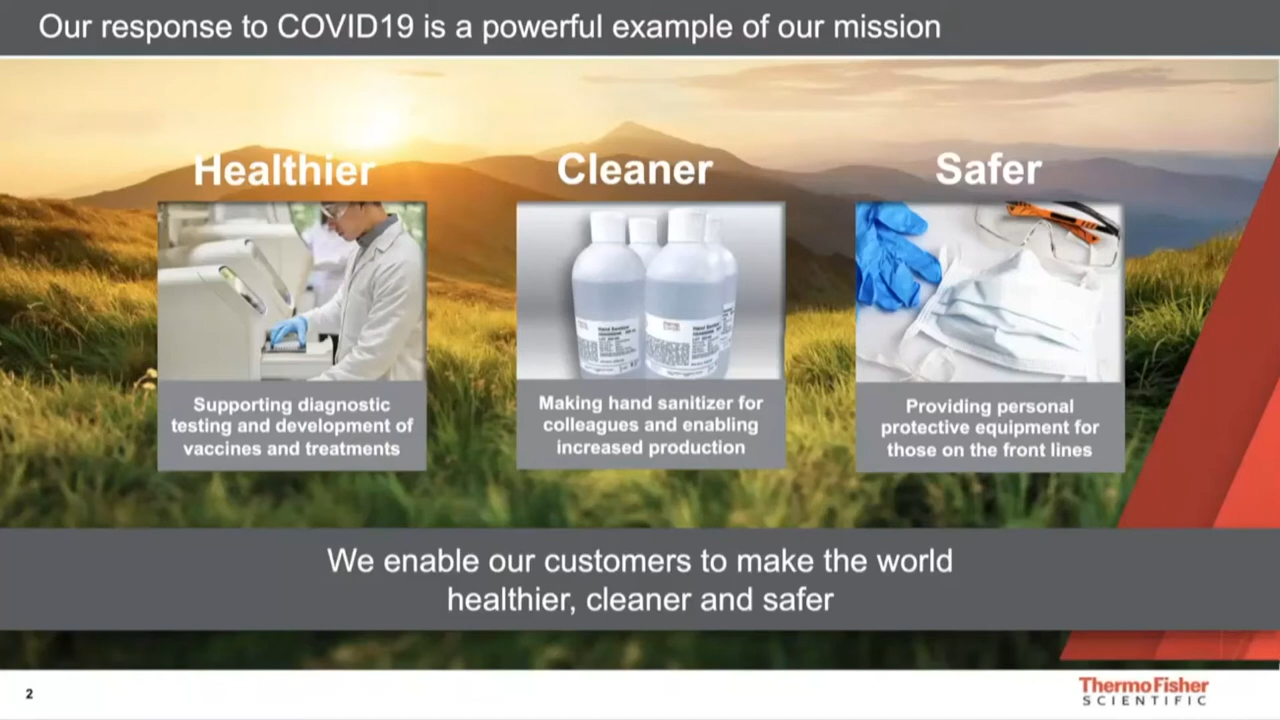 Our response to COVID19 is a powerful example of our mission
Healthier
Cleaner
Safer
Supporting diagnostic
testing and development of
vaccines and treatments
Making hand sanitizer for
colleagues and enabling
increased production
Providing personal
protective equipment for
those on the front lines
We enable our customers to make the world
healthier, cleaner and safer
2
ThermoFisher
SCIENTIFIC